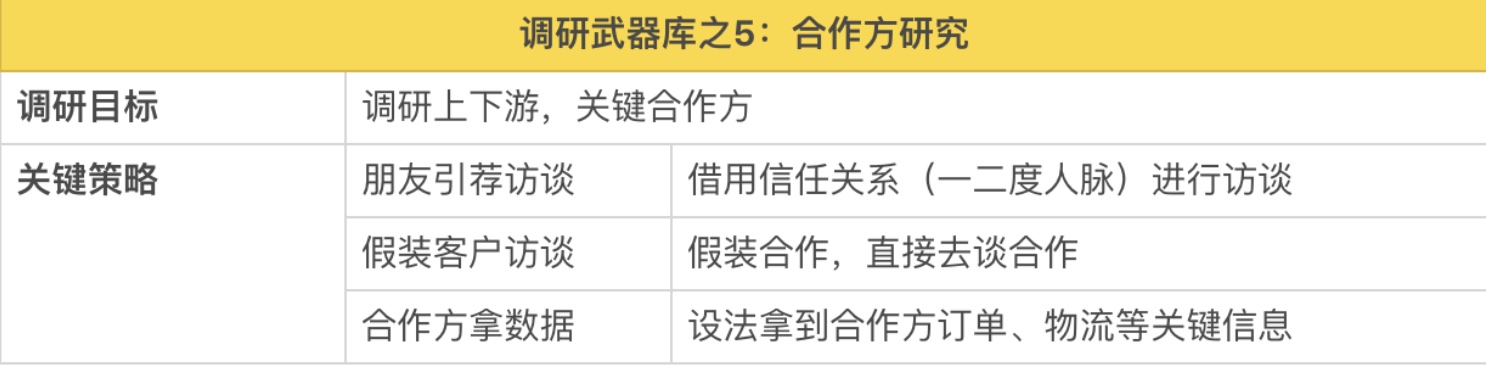 调研武器库之5：合作方研究
调研目标
调研上下游，关键合作方
关键策略
朋友引荐访谈
借用信任关系（一二度人脉）进行访谈
假装客户访谈
假装合作，直接去谈合作
合作方拿数据
设法拿到合作方订单、物流等关键信息